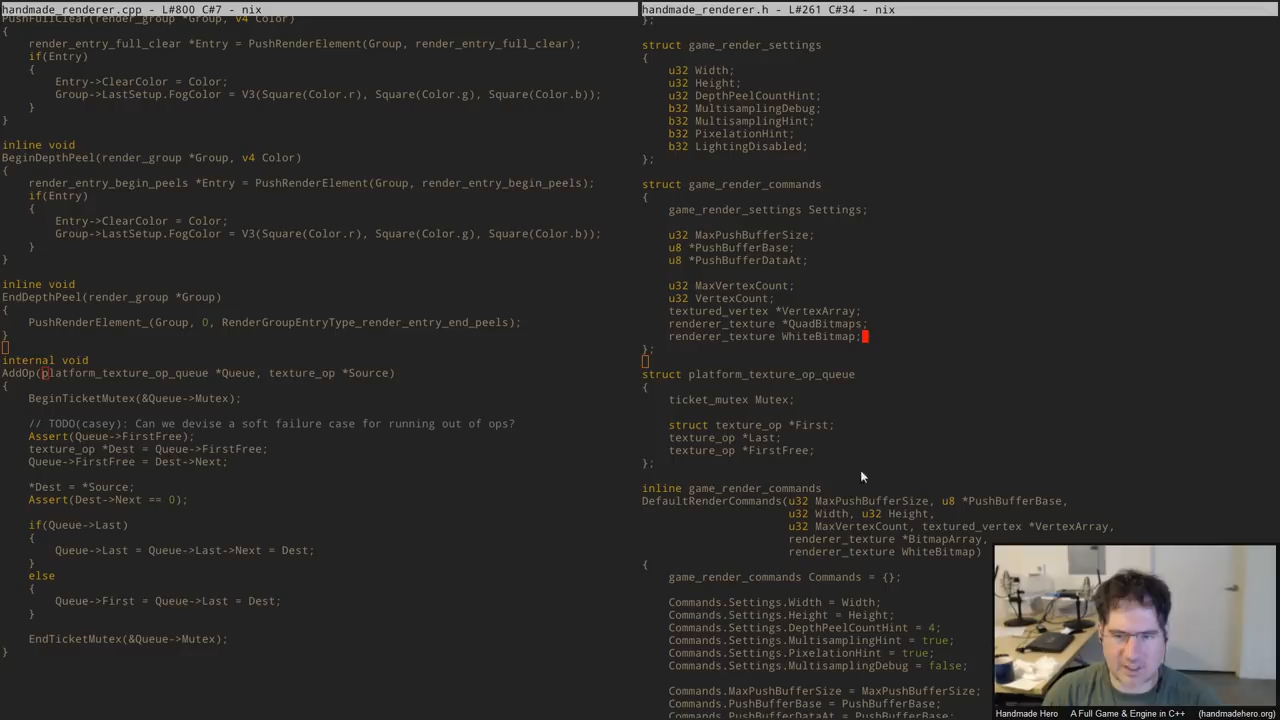 handmade_renderer.cpp - L#800 C#7 - nix
PushFullClear(render_group *Group, v4 Color)
{
    render_entry_full_clear *Entry = PushRenderElement(Group, render_entry_full_clear);
    if(Entry)
    {
        Entry->ClearColor = Color;
        Group->LastSetup.FogColor = V3(Square(Color.r), Square(Color.g), Square(Color.b));
    }
}
inline void
BeginDepthPeel(render_group *Group, v4 Color)
{
    render_entry_begin_peels *Entry = PushRenderElement(Group, render_entry_begin_peels);
    if(Entry)
    {
        Entry->ClearColor = Color;
        Group->LastSetup.FogColor = V3(Square(Color.r), Square(Color.g), Square(Color.b));
    }
}
inline void
EndDepthPeel(render_group *Group)
{
    PushRenderElement_(Group, 0, RenderGroupEntryType_render_entry_end_peels);
}
internal void
AddOp(platform_texture_op_queue *Queue, texture_op *Source)
{
    BeginTicketMutex(&Queue->Mutex);
    // TODO(casey): Can we devise a soft failure case for running out of ops?
    Assert(Queue->FirstFree);
    texture_op *Dest = Queue->FirstFree;
    Queue->FirstFree = Dest->Next;
    *Dest = *Source;
    Assert(Dest->Next == 0);
    if(Queue->Last)
    {
        Queue->Last = Queue->Last->Next = Dest;
    }
    else
    {
        Queue->First = Queue->Last = Dest;
    }
    EndTicketMutex(&Queue->Mutex);
}
handmade_renderer.h - L#261 C#34 - nix
};
struct game_render_settings
{
    u32 Width;
    u32 Height;
    u32 DepthPeelCountHint;
    b32 MultisamplingDebug;
    b32 MultisamplingHint;
    b32 PixelationHint;
    b32 LightingDisabled;
};
struct game_render_commands
{
    game_render_settings Settings;
    u32 MaxPushBufferSize;
    u8 *PushBufferBase;
    u8 *PushBufferDataAt;
    u32 MaxVertexCount;
    u32 VertexCount;
    textured_vertex *VertexArray;
    renderer_texture *QuadBitmaps;
    renderer_texture WhiteBitmap;
};
struct platform_texture_op_queue
{
    ticket_mutex Mutex;
    struct texture_op *First;
    texture_op *Last;
    texture_op *FirstFree;
};
inline game_render_commands
DefaultRenderCommands(u32 MaxPushBufferSize, u8 *PushBufferBase,
                      u32 Width, u32 Height,
                      u32 MaxVertexCount, textured_vertex *VertexArray,
                      renderer_texture *BitmapArray,
                      renderer_texture WhiteBitmap)
{
    game_render_commands Commands = {};
    Commands.Settings.Width = Width;
    Commands.Settings.Height = Height;
    Commands.Settings.DepthPeelCountHint = 4;
    Commands.Settings.MultisamplingHint = true;
    Commands.Settings.PixelationHint = true;
    Commands.Settings.MultisamplingDebug = false;
    Commands.MaxPushBufferSize = MaxPushBufferSize;
    Commands.PushBufferBase = PushBufferBase;
    Commands.PushBufferDataAt = PushBufferBase
Handmade Hero    A Full Game & Engine in C++    (handmadehero.org)